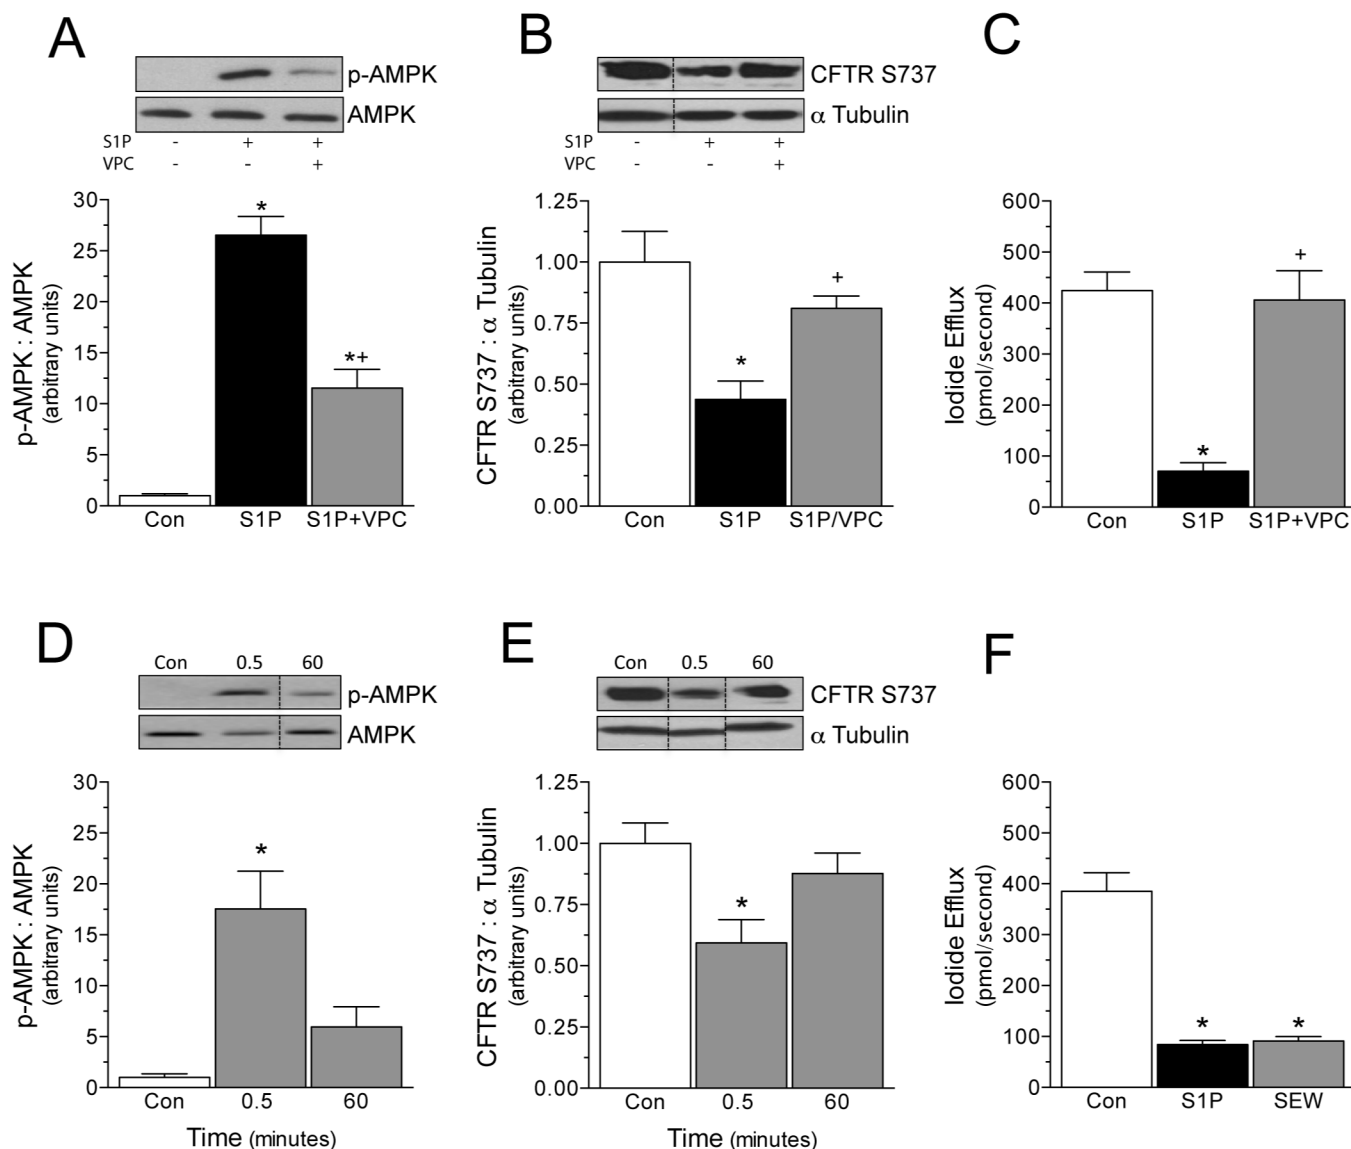 A
p-AMPK
AMPK
S1P - + +
VPC - - +
p-AMPK : AMPK
(arbitrary units)
30
25
20
15
10
5
0
*
*+
Con S1P S1P+VPC
B
CFTR S737
α Tubulin
S1P - + +
VPC - - +
CFTR S737 : α Tubulin
(arbitrary units)
1.25
1.00
0.75
0.50
0.25
0.00
*
+
Con S1P S1P/VPC
C
Iodide Efflux
(pmol/second)
600
500
400
300
200
100
0
*
+
Con S1P S1P+VPC
D
Con 0.5 60
p-AMPK
AMPK
p-AMPK : AMPK
(arbitrary units)
30
25
20
15
10
5
0
*
Con 0.5 60
Time (minutes)
E
Con 0.5 60
CFTR S737
α Tubulin
CFTR S737 : α Tubulin
(arbitrary units)
1.25
1.00
0.75
0.50
0.25
0.00
*
Con 0.5 60
Time (minutes)
F
Iodide Efflux
(pmol/second)
600
500
400
300
200
100
0
* *
Con S1P SEW